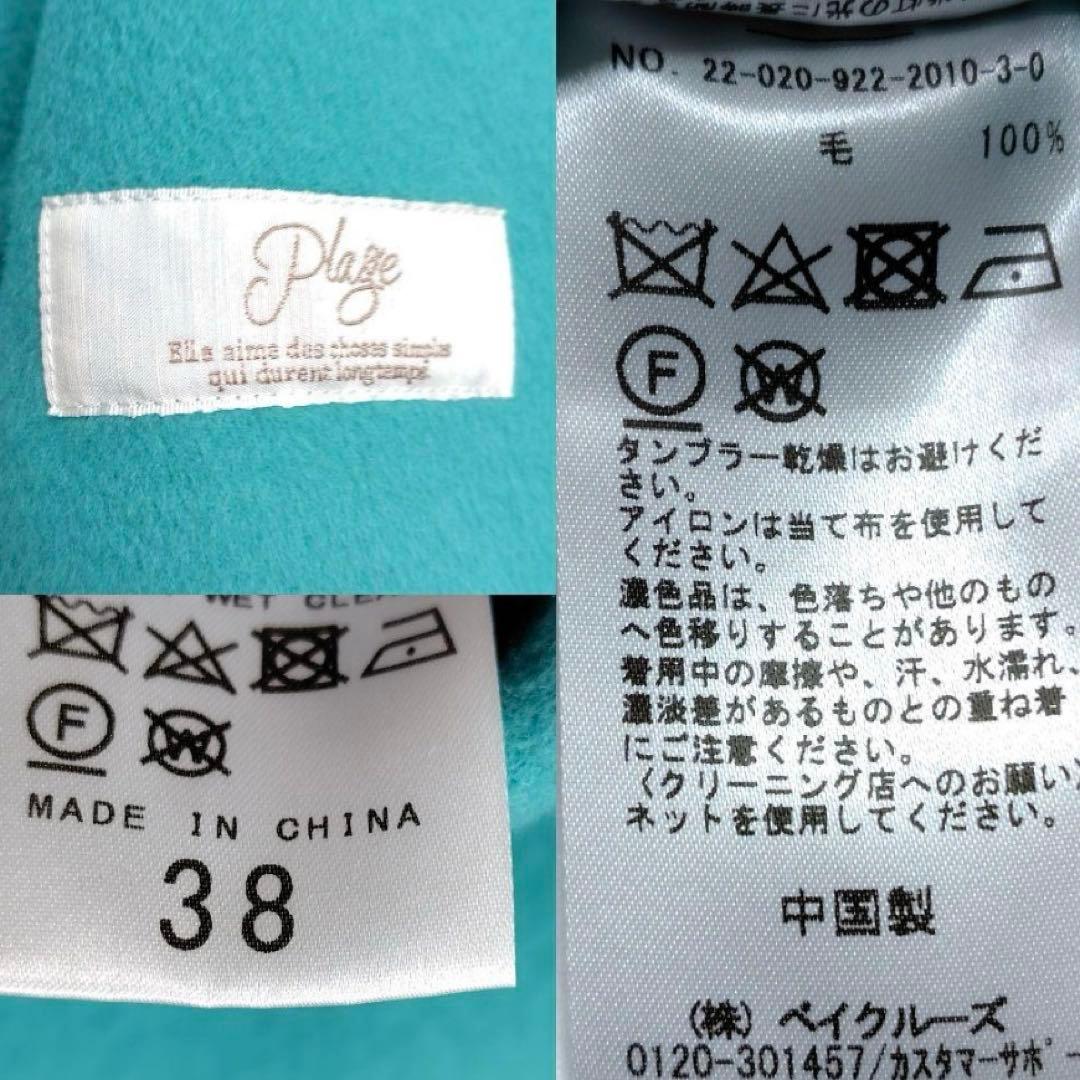 Plage
Elle aime des choses simples
qui durent longtemps
WET CLE
F
W
MADE IN CHINA
38
NO. 22-020-922-2010-3-0
毛 100%
F
W
タンブラー乾燥はお避けくだ
さい。
アイロンは当て布を使用して
ください。
濃色品は、色落ちや他のもの
へ色移りすることがあります。
着用中の摩擦や、汗、水濡れ、
濃淡差があるものとの重ね着
にご注意ください。
〈クリーニング店へのお願い〉
ネットを使用してください。
中国製
(株) ベイクルーズ
0120-301457/カスタマーサポー